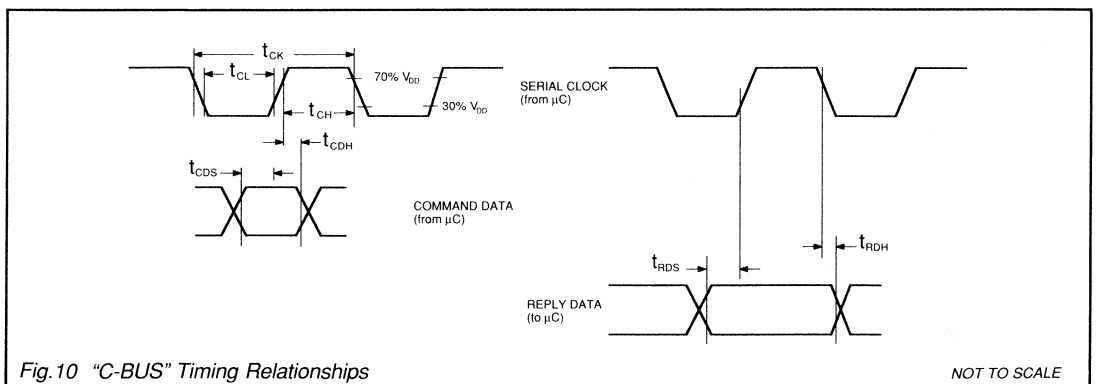 tCK
tCL
70% VDD
30% VDD
tCH
tCDH
tCDS
SERIAL CLOCK
(from µC)
COMMAND DATA
(from µC)
tRDH
tRDS
REPLY DATA
(to µC)
Fig.10 "C-BUS" Timing Relationships
NOT TO SCALE